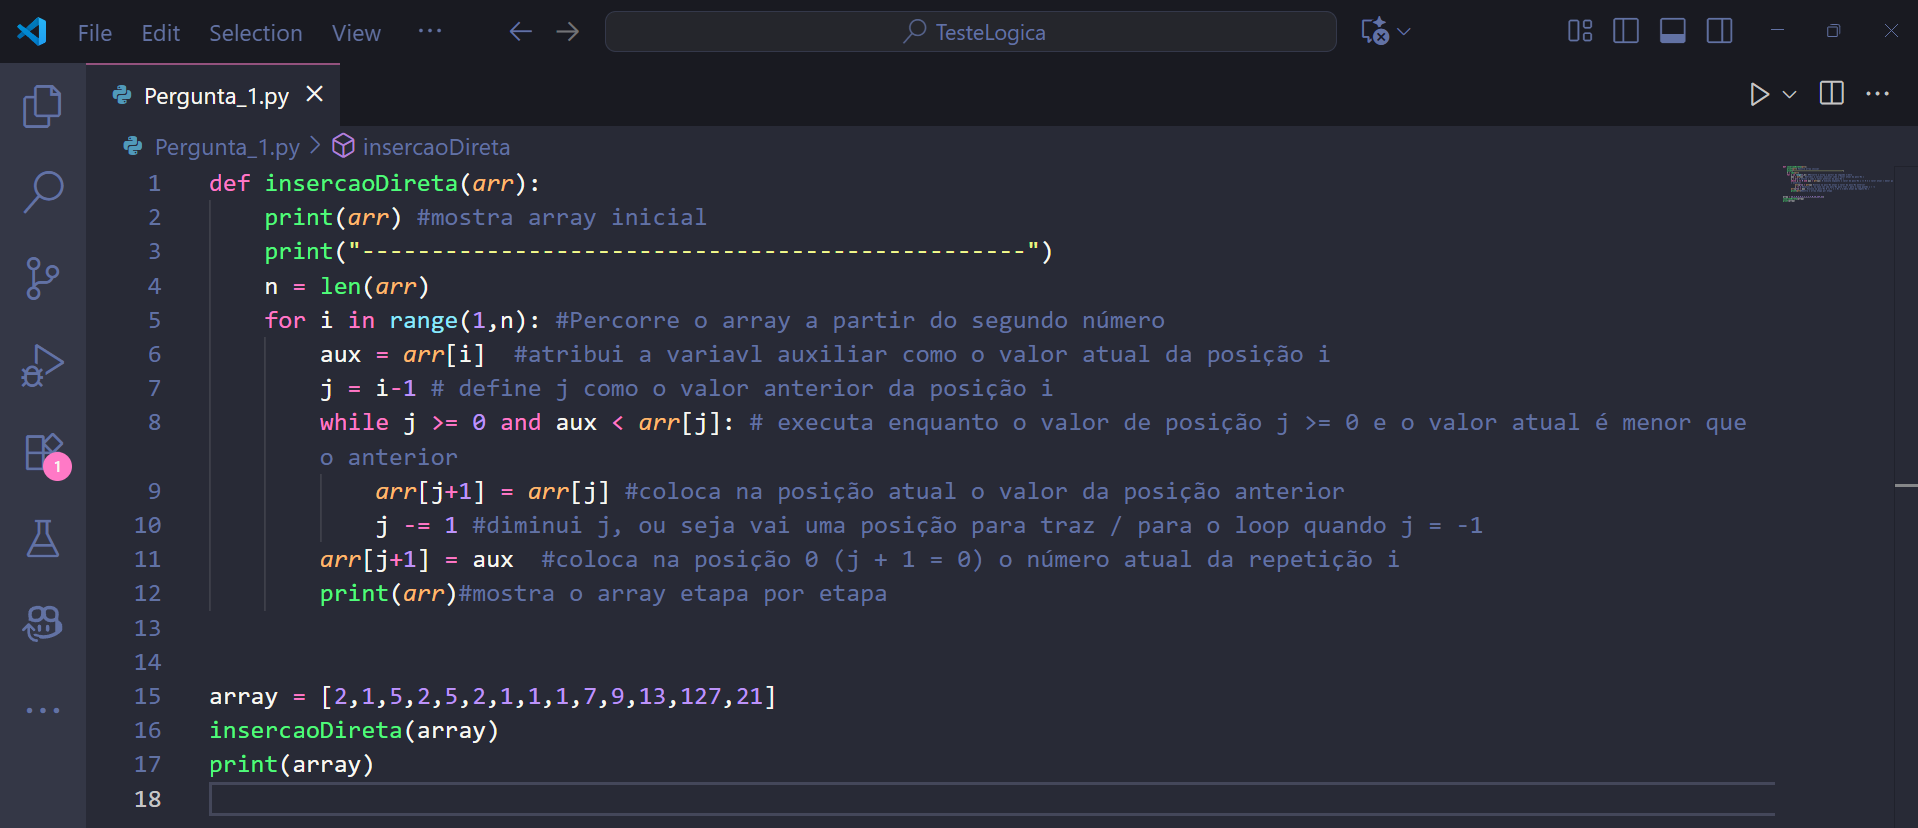 File Edit Selection View ··· TesteLogica
Pergunta_1.py
Pergunta_1.py > insercaoDireta
1 def insercaoDireta(arr):
2 print(arr) #mostra array inicial
3 print("------------------------------------------------")
4 n = len(arr)
5 for i in range(1,n): #Percorre o array a partir do segundo número
6 aux = arr[i] #atribui a variavl auxiliar como o valor atual da posição i
7 j = i-1 # define j como o valor anterior da posição i
8 while j >= 0 and aux < arr[j]: # executa enquanto o valor de posição j >= 0 e o valor atual é menor que
o anterior
9 arr[j+1] = arr[j] #coloca na posição atual o valor da posição anterior
10 j -= 1 #diminui j, ou seja vai uma posição para traz / para o loop quando j = -1
11 arr[j+1] = aux #coloca na posição 0 (j + 1 = 0) o número atual da repetição i
12 print(arr)#mostra o array etapa por etapa
13
14
15 array = [2,1,5,2,5,2,1,1,1,7,9,13,127,21]
16 insercaoDireta(array)
17 print(array)
18
1